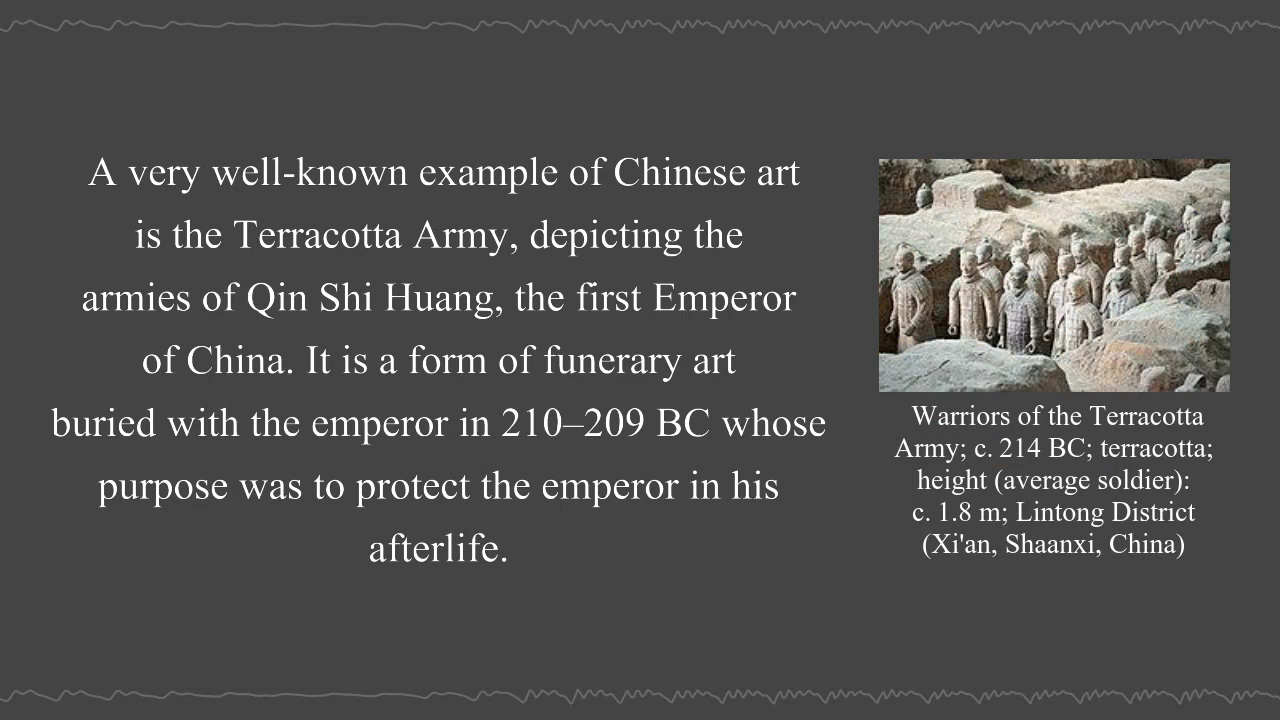 A very well-known example of Chinese art
is the Terracotta Army, depicting the
armies of Qin Shi Huang, the first Emperor
of China. It is a form of funerary art
buried with the emperor in 210–209 BC whose
purpose was to protect the emperor in his
afterlife.
Warriors of the Terracotta
Army; c. 214 BC; terracotta;
height (average soldier):
c. 1.8 m; Lintong District
(Xi'an, Shaanxi, China)